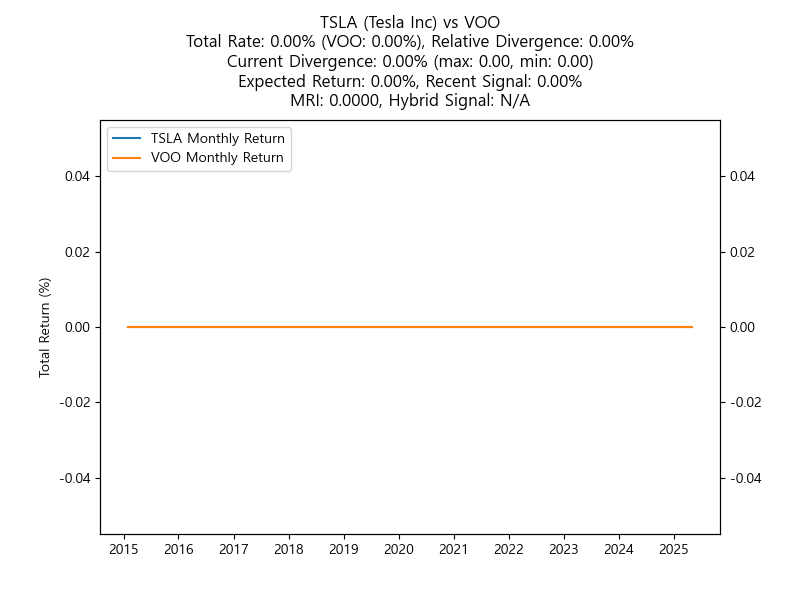 TSLA (Tesla Inc) vs VOO
Total Rate: 0.00% (VOO: 0.00%), Relative Divergence: 0.00%
Current Divergence: 0.00% (max: 0.00, min: 0.00)
Expected Return: 0.00%, Recent Signal: 0.00%
MRI: 0.0000, Hybrid Signal: N/A
TSLA Monthly Return
VOO Monthly Return
Total Return (%)
0.04
0.02
0.00
-0.02
-0.04
0.04
0.02
0.00
-0.02
-0.04
2015 2016 2017 2018 2019 2020 2021 2022 2023 2024 2025